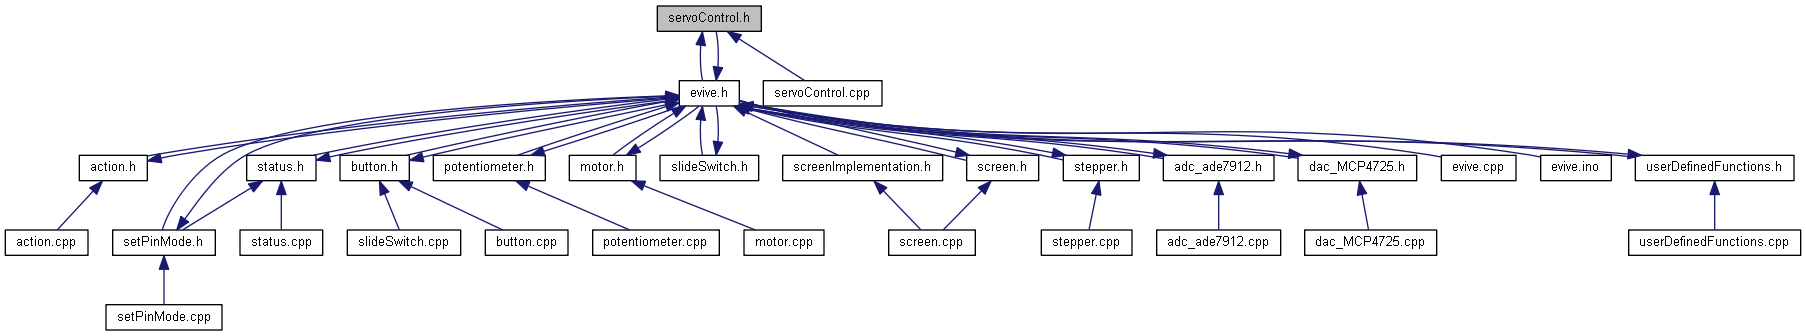 servoControl.h
evive.h
servoControl.cpp
action.h
status.h
button.h
potentiometer.h
motor.h
slideSwitch.h
screenImplementation.h
screen.h
stepper.h
adc_ade7912.h
dac_MCP4725.h
evive.cpp
evive.ino
userDefinedFunctions.h
action.cpp
setPinMode.h
status.cpp
slideSwitch.cpp
button.cpp
potentiometer.cpp
motor.cpp
screen.cpp
stepper.cpp
adc_ade7912.cpp
dac_MCP4725.cpp
userDefinedFunctions.cpp
setPinMode.cpp